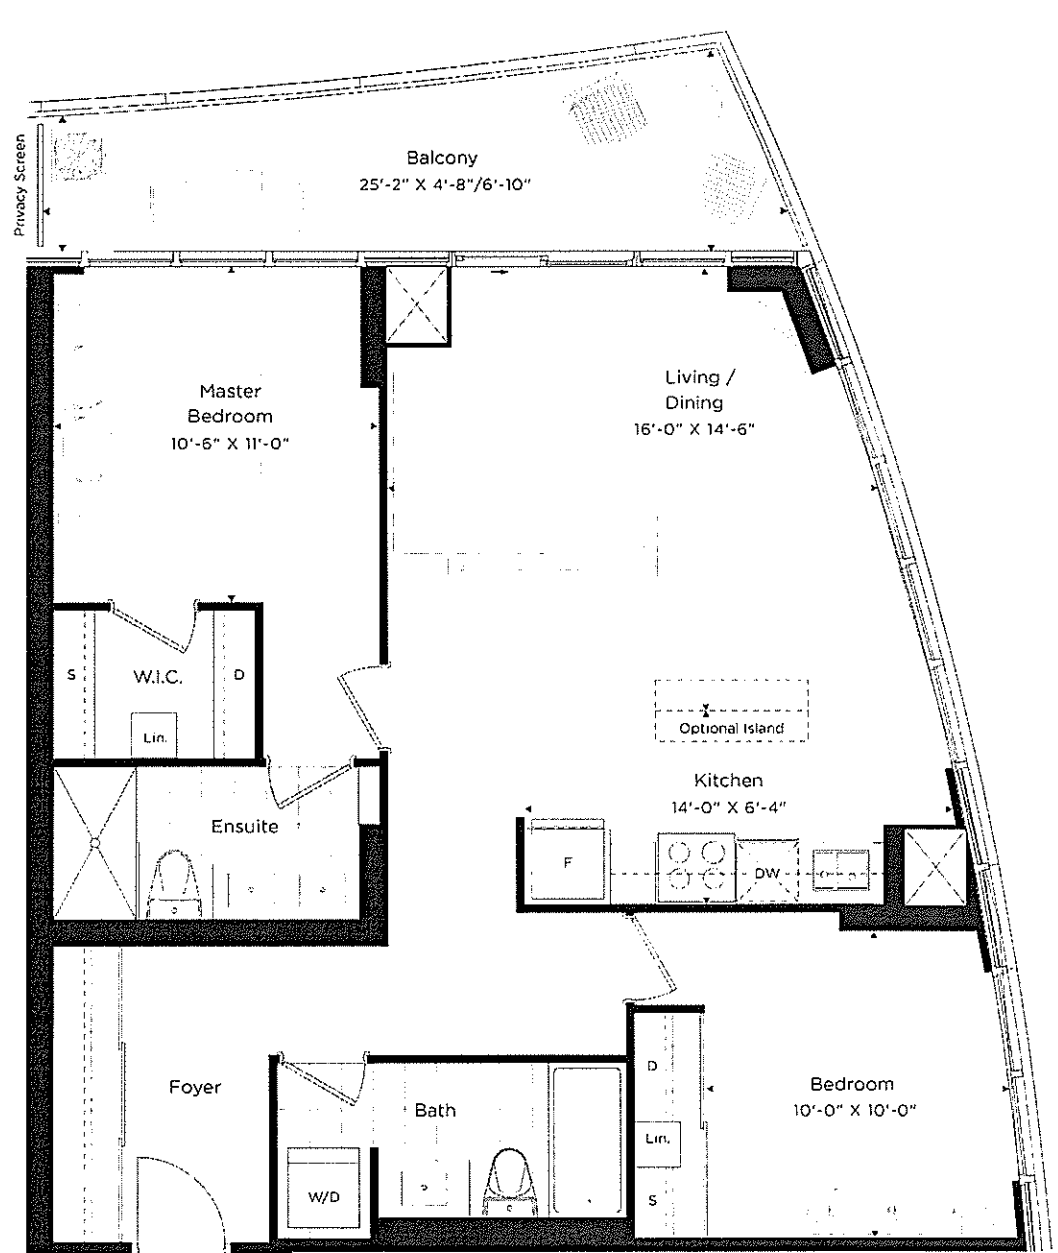 Privacy Screen
Balcony
25'-2" X 4'-8"/6'-10"
Master
Bedroom
10'-6" X 11'-0"
Living /
Dining
16'-0" X 14'-6"
S
W.I.C.
D
Lin.
Optional Island
Kitchen
14'-0" X 6'-4"
Ensuite
F
DW
Foyer
Bath
W/D
D
Lin.
S
Bedroom
10'-0" X 10'-0"